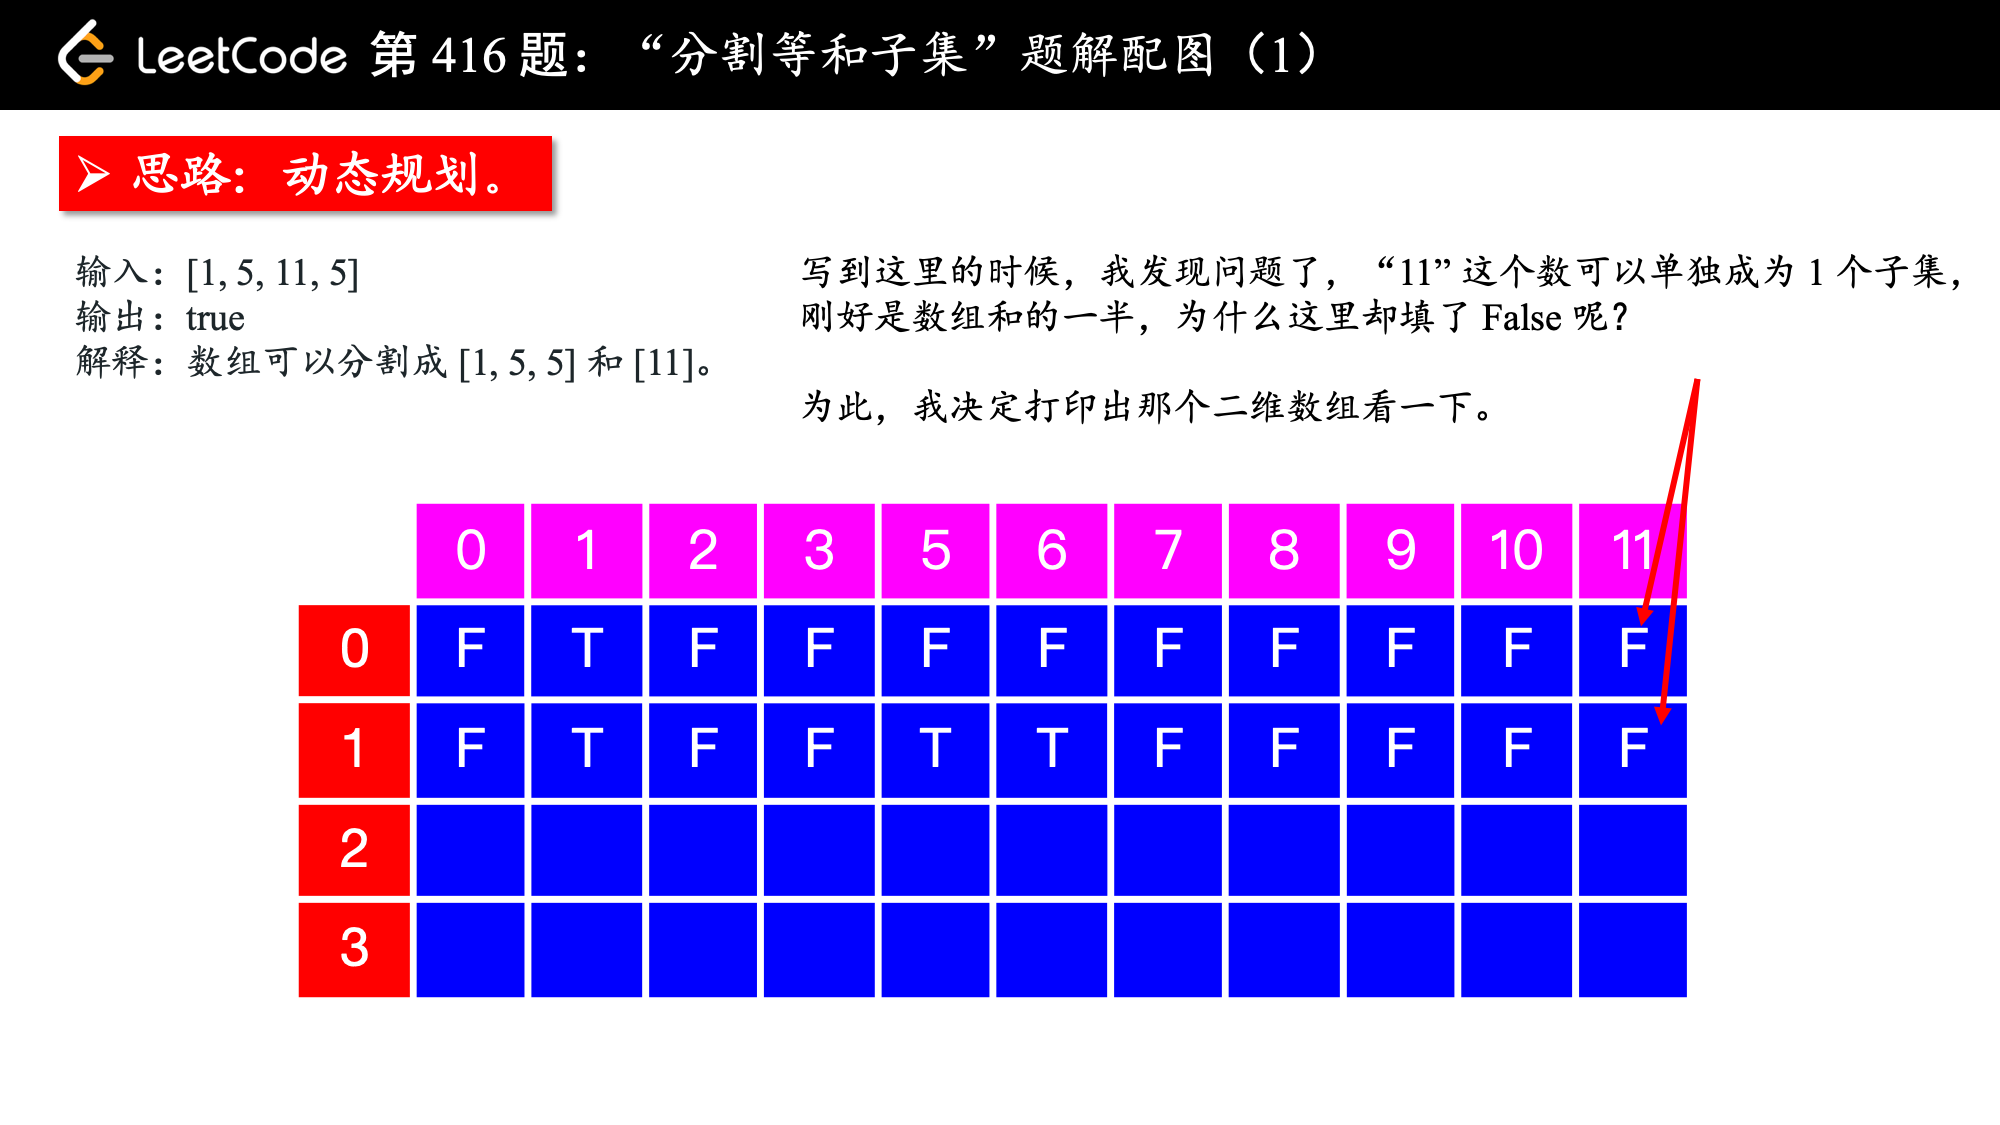 LeetCode 第 416 题：“分割等和子集”题解配图（1）
➢ 思路：动态规划。
输入：[1, 5, 11, 5]
输出：true
解释：数组可以分割成 [1, 5, 5] 和 [11]。
写到这里的时候，我发现问题了，“11” 这个数可以单独成为 1 个子集，
刚好是数组和的一半，为什么这里却填了 False 呢？
为此，我决定打印出那个二维数组看一下。
0 1 2 3 5 6 7 8 9 10 11
0 F T F F F F F F F F F
1 F T F F T T F F F F F
2
3